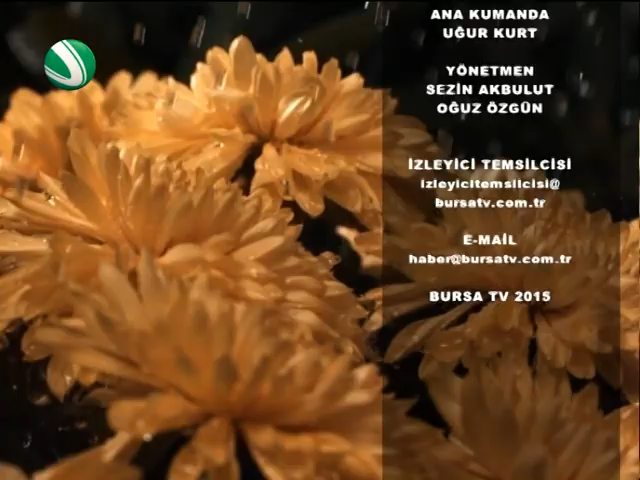 ANA KUMANDA
UĞUR KURT
YÖNETMEN
SEZİN AKBULUT
OĞUZ ÖZGÜN
İZLEYİCİ TEMSİLCİSİ
izleyicitemsilcisi@
bursatv.com.tr
E-MAİL
haber@bursatv.com.tr
BURSA TV 2015